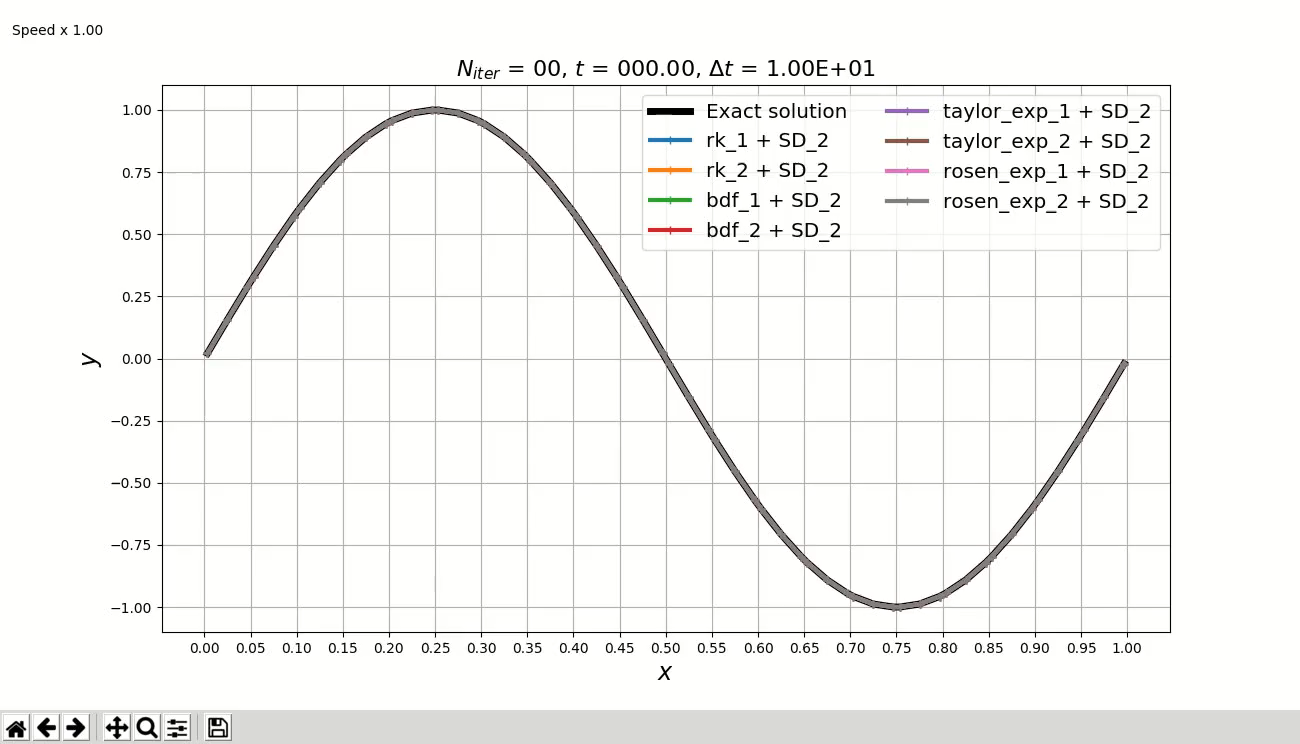 Speed x 1.00
N_iter = 00, t = 000.00, Δt = 1.00E+01
Exact solution
rk_1 + SD_2
rk_2 + SD_2
bdf_1 + SD_2
bdf_2 + SD_2
taylor_exp_1 + SD_2
taylor_exp_2 + SD_2
rosen_exp_1 + SD_2
rosen_exp_2 + SD_2
1.00
0.75
0.50
0.25
0.00
−0.25
−0.50
−0.75
−1.00
y
0.00 0.05 0.10 0.15 0.20 0.25 0.30 0.35 0.40 0.45 0.50 0.55 0.60 0.65 0.70 0.75 0.80 0.85 0.90 0.95 1.00
x